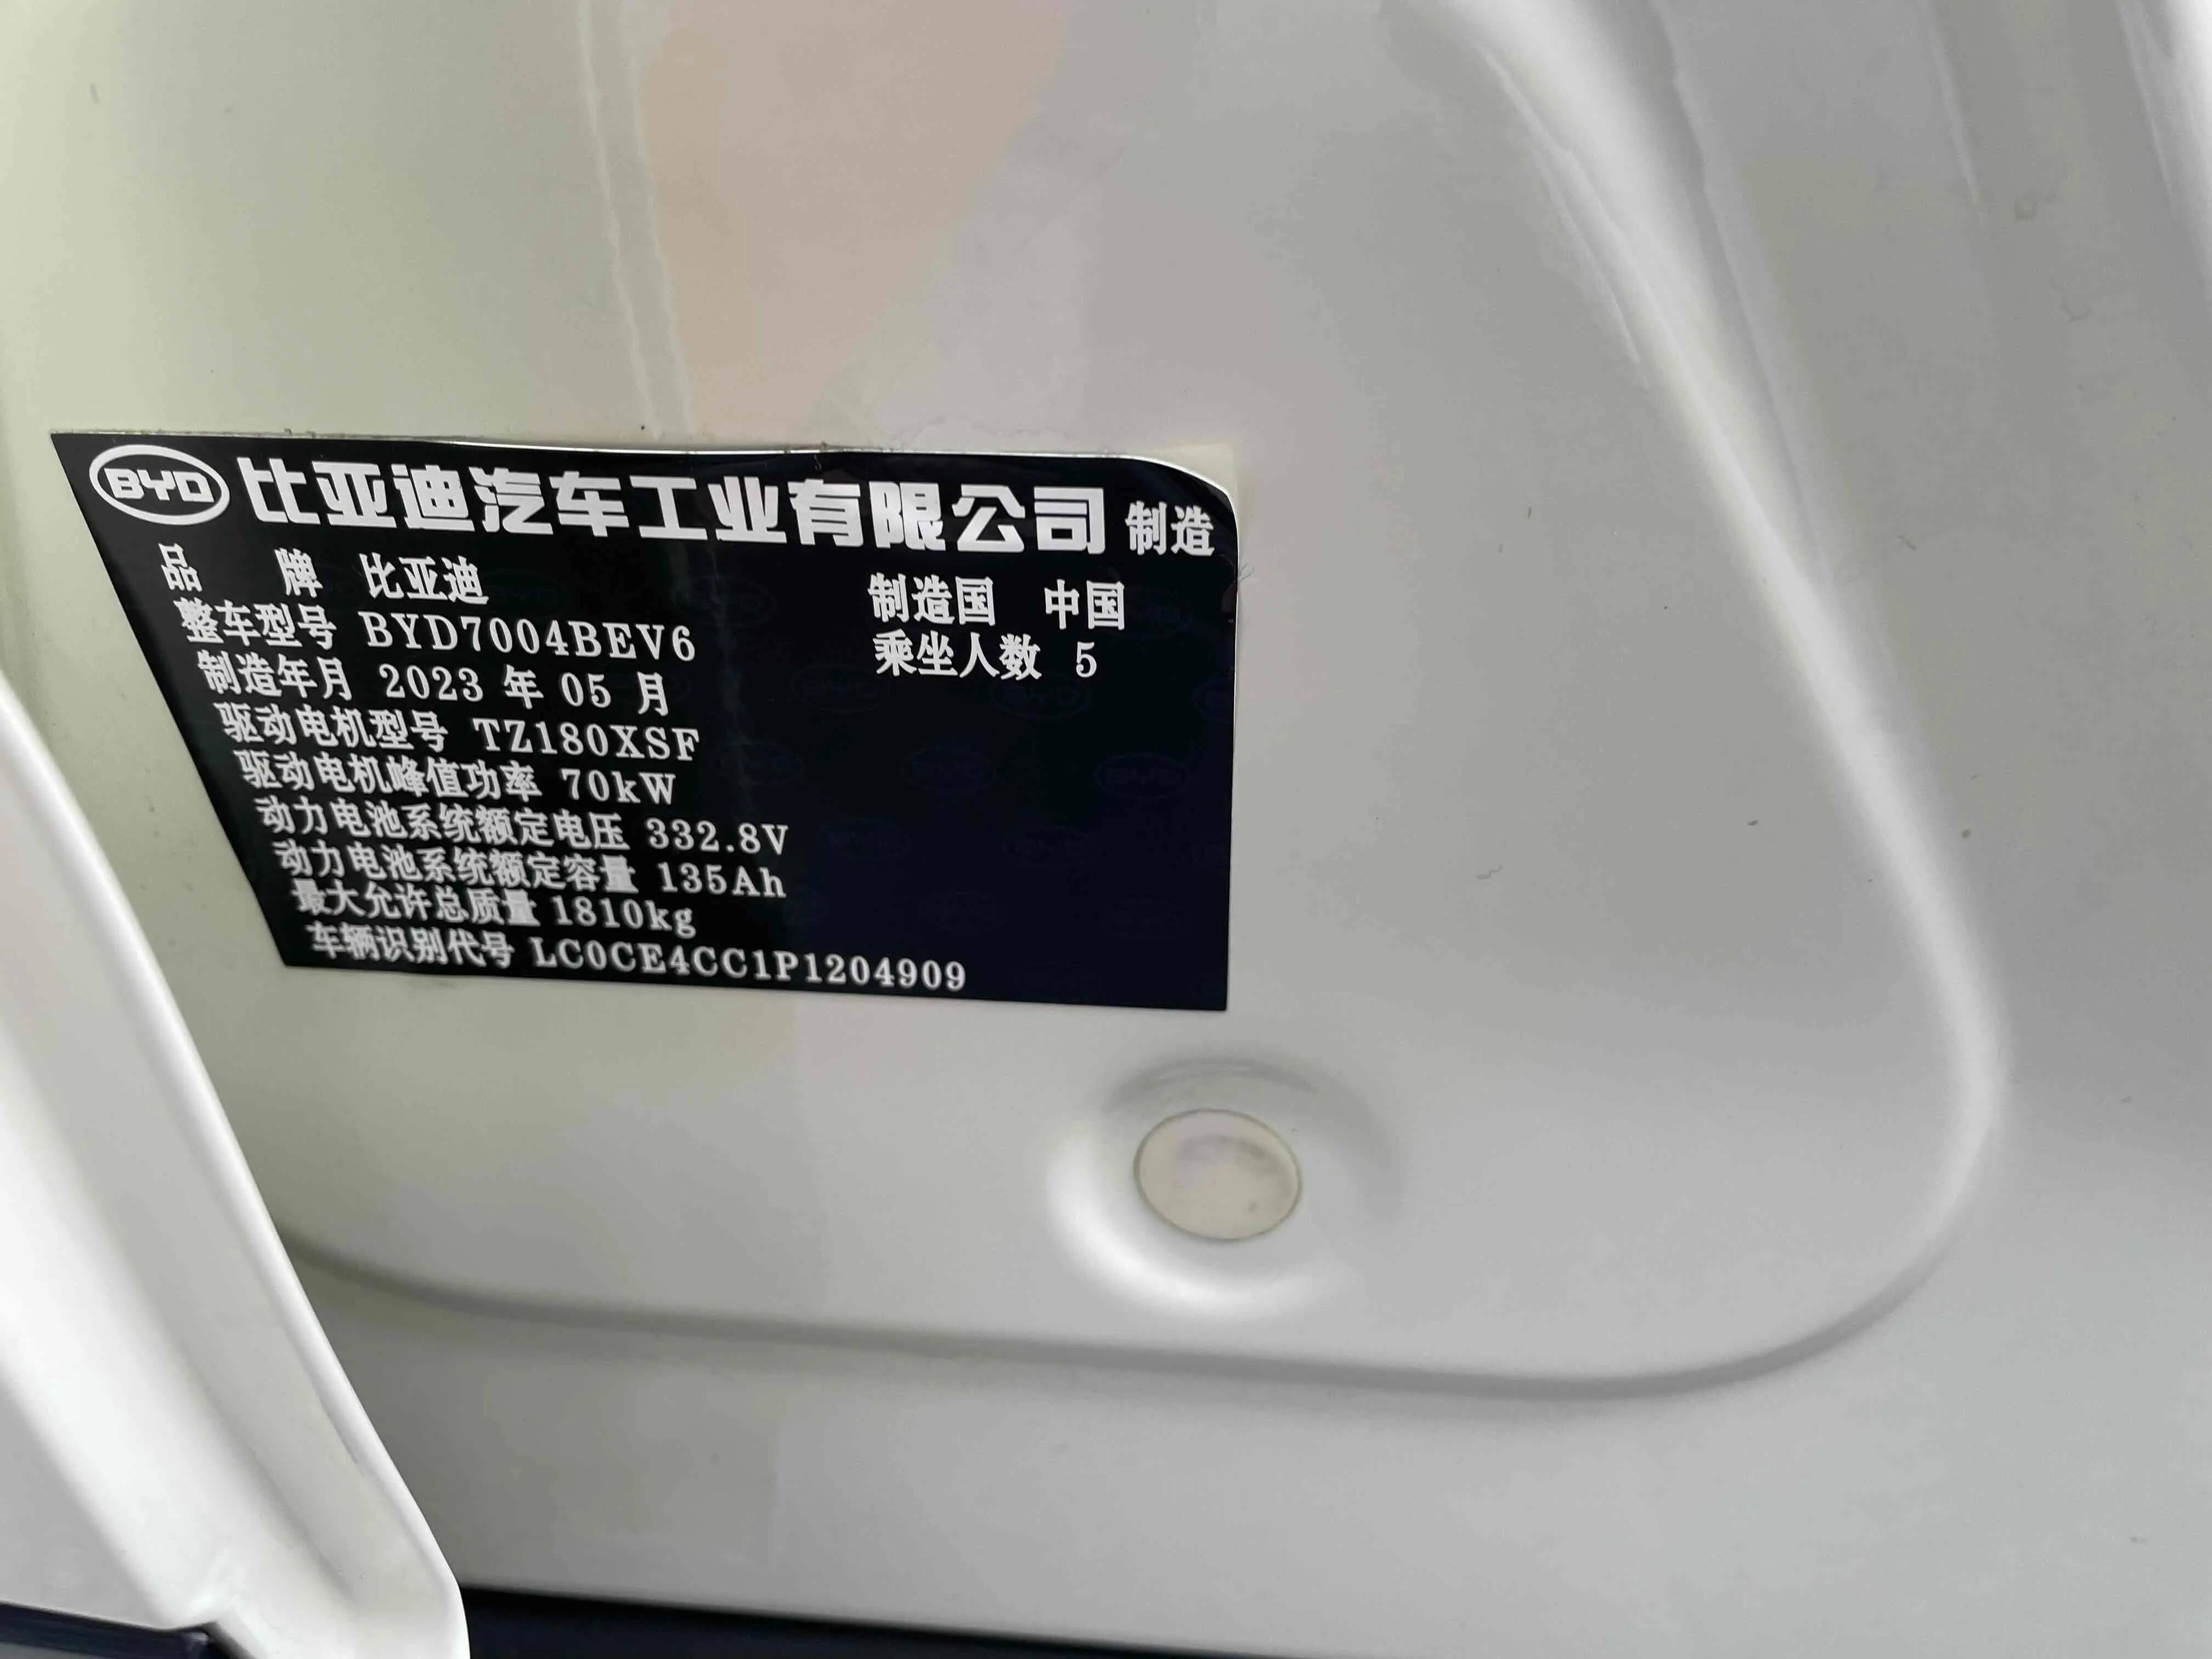 BYD 比亚迪汽车工业有限公司 制造
品 牌 比亚迪 制造国 中国
整车型号 BYD7004BEV6 乘坐人数 5
制造年月 2023 年 05 月
驱动电机型号 TZ180XSF
驱动电机峰值功率 70kW
动力电池系统额定电压 332.8V
动力电池系统额定容量 135Ah
最大允许总质量 1810kg
车辆识别代号 LC0CE4CC1P1204909